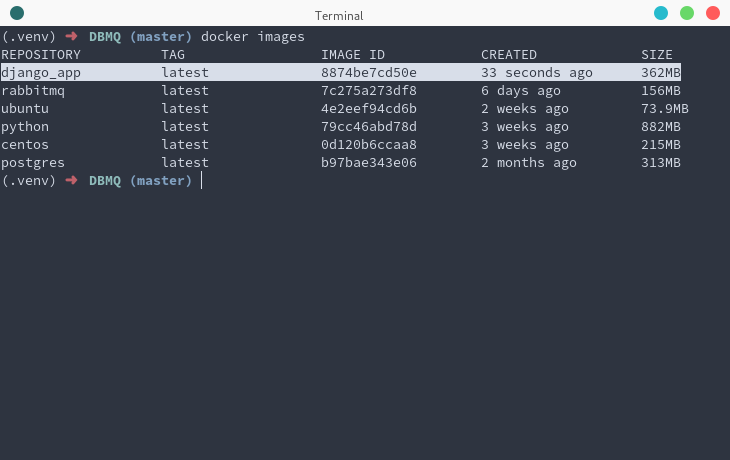 Terminal
(.venv) ➜ DBMQ (master) docker images
REPOSITORY TAG IMAGE ID CREATED SIZE
django_app latest 8874be7cd50e 33 seconds ago 362MB
rabbitmq latest 7c275a273df8 6 days ago 156MB
ubuntu latest 4e2eef94cd6b 2 weeks ago 73.9MB
python latest 79cc46abd78d 3 weeks ago 882MB
centos latest 0d120b6ccaa8 3 weeks ago 215MB
postgres latest b97bae343e06 2 months ago 313MB
(.venv) ➜ DBMQ (master)